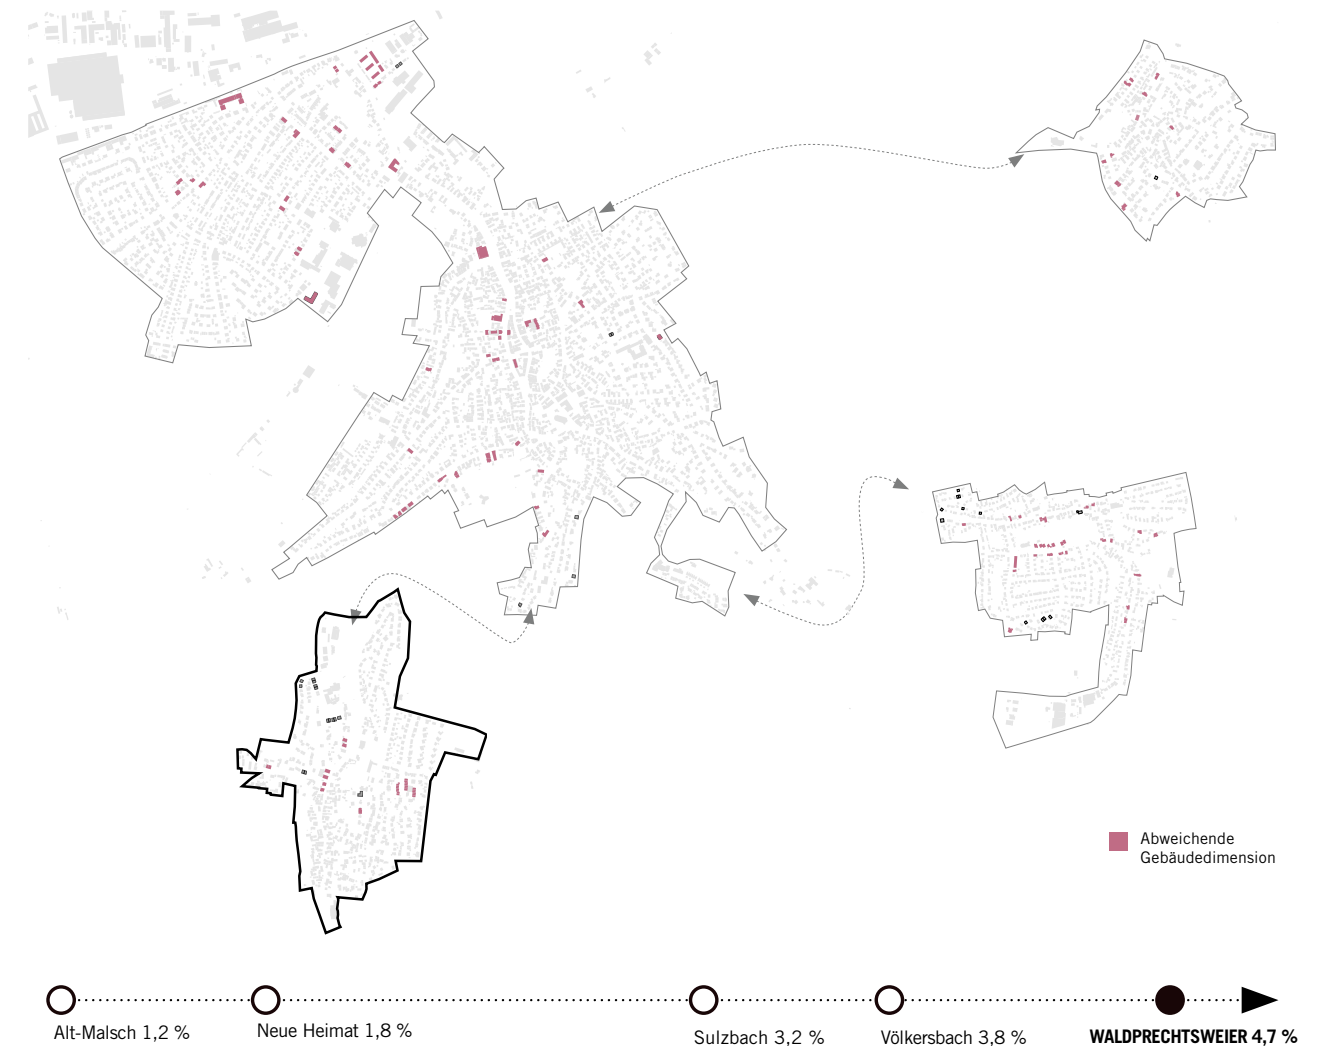 Abweichende
Gebäudedimension
Alt-Malsch 1,2 %
Neue Heimat 1,8 %
Sulzbach 3,2 %
Völkersbach 3,8 %
WALDPRECHTSWEIER 4,7 %